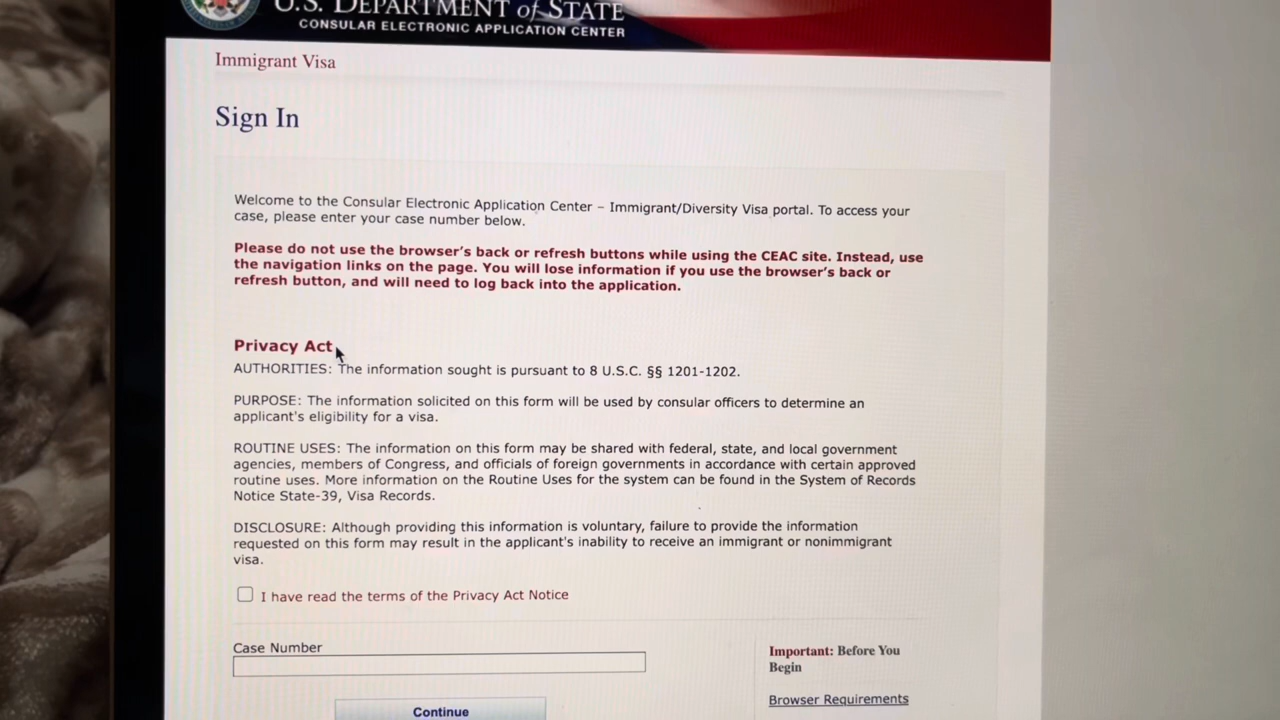 U.S. DEPARTMENT of STATE
CONSULAR ELECTRONIC APPLICATION CENTER
Immigrant Visa
Sign In
Welcome to the Consular Electronic Application Center – Immigrant/Diversity Visa portal. To access your
case, please enter your case number below.
Please do not use the browser's back or refresh buttons while using the CEAC site. Instead, use
the navigation links on the page. You will lose information if you use the browser's back or
refresh button, and will need to log back into the application.
Privacy Act
AUTHORITIES: The information sought is pursuant to 8 U.S.C. §§ 1201-1202.
PURPOSE: The information solicited on this form will be used by consular officers to determine an
applicant's eligibility for a visa.
ROUTINE USES: The information on this form may be shared with federal, state, and local government
agencies, members of Congress, and officials of foreign governments in accordance with certain approved
routine uses. More information on the Routine Uses for the system can be found in the System of Records
Notice State-39, Visa Records.
DISCLOSURE: Although providing this information is voluntary, failure to provide the information
requested on this form may result in the applicant's inability to receive an immigrant or nonimmigrant
visa.
I have read the terms of the Privacy Act Notice
Case Number
Continue
Important: Before You
Begin
Browser Requirements